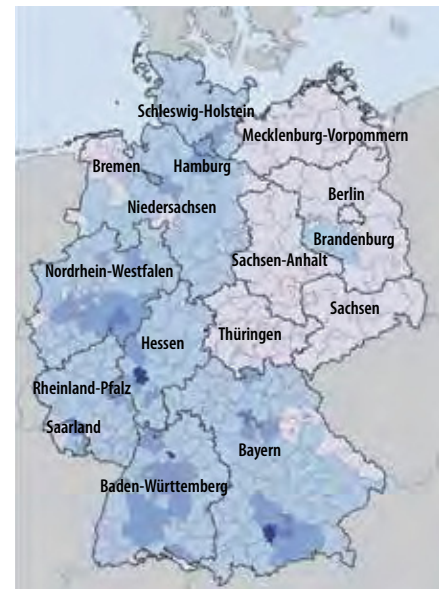 Schleswig-Holstein
Mecklenburg-Vorpommern
Bremen
Hamburg
Berlin
Niedersachsen
Brandenburg
Sachsen-Anhalt
Nordrhein-Westfalen
Sachsen
Thüringen
Hessen
Rheinland-Pfalz
Saarland
Bayern
Baden-Württemberg